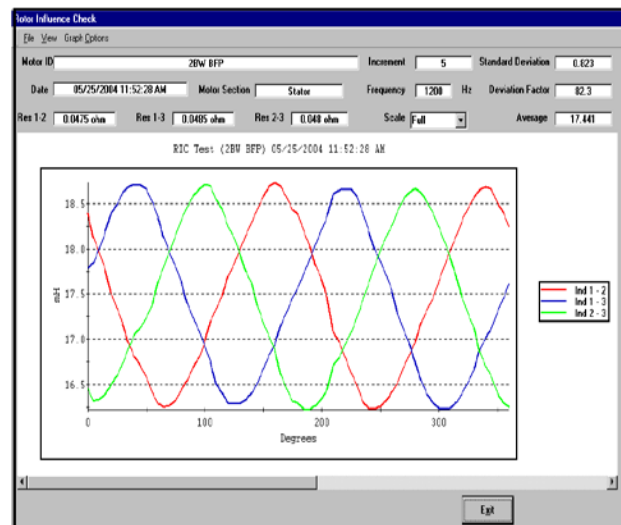 Rotor Influence Check
File View Graph Options
Motor ID 2BW BFP Increment 5 Standard Deviation 0.823
Date 05/25/2004 11:52:28 AM Motor Section Stator Frequency 1200 Hz Deviation Factor 82.3
Res 1-2 0.0475 ohm Res 1-3 0.0485 ohm Res 2-3 0.048 ohm Scale Full Average 17.441
RIC Test (2BW BFP) 05/25/2004 11:52:28 AM
18.5
18.0
17.5
17.0
16.5
mH
0 100 200 300
Degrees
Ind 1 - 2
Ind 1 - 3
Ind 2 - 3
Exit